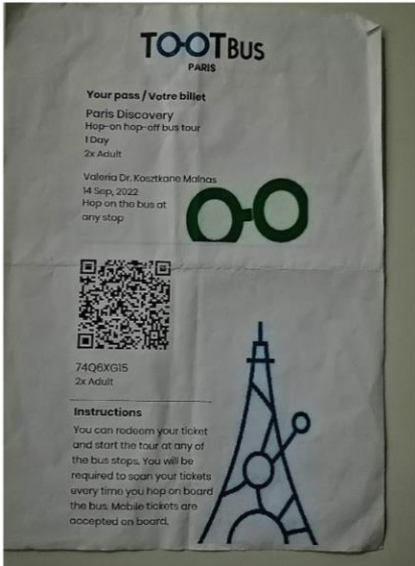 TOOTBUS
PARIS
Your pass / Votre billet
Paris Discovery
Hop-on hop-off bus tour
1 Day
2x Adult
Valeria Dr. Kosztkane Malnas
14 Sep, 2022
Hop on the bus at
any stop
74Q6XG15
2x Adult
Instructions
You can redeem your ticket
and start the tour at any of
the bus stops. You will be
required to scan your tickets
every time you hop on board
the bus. Mobile tickets are
accepted on board.